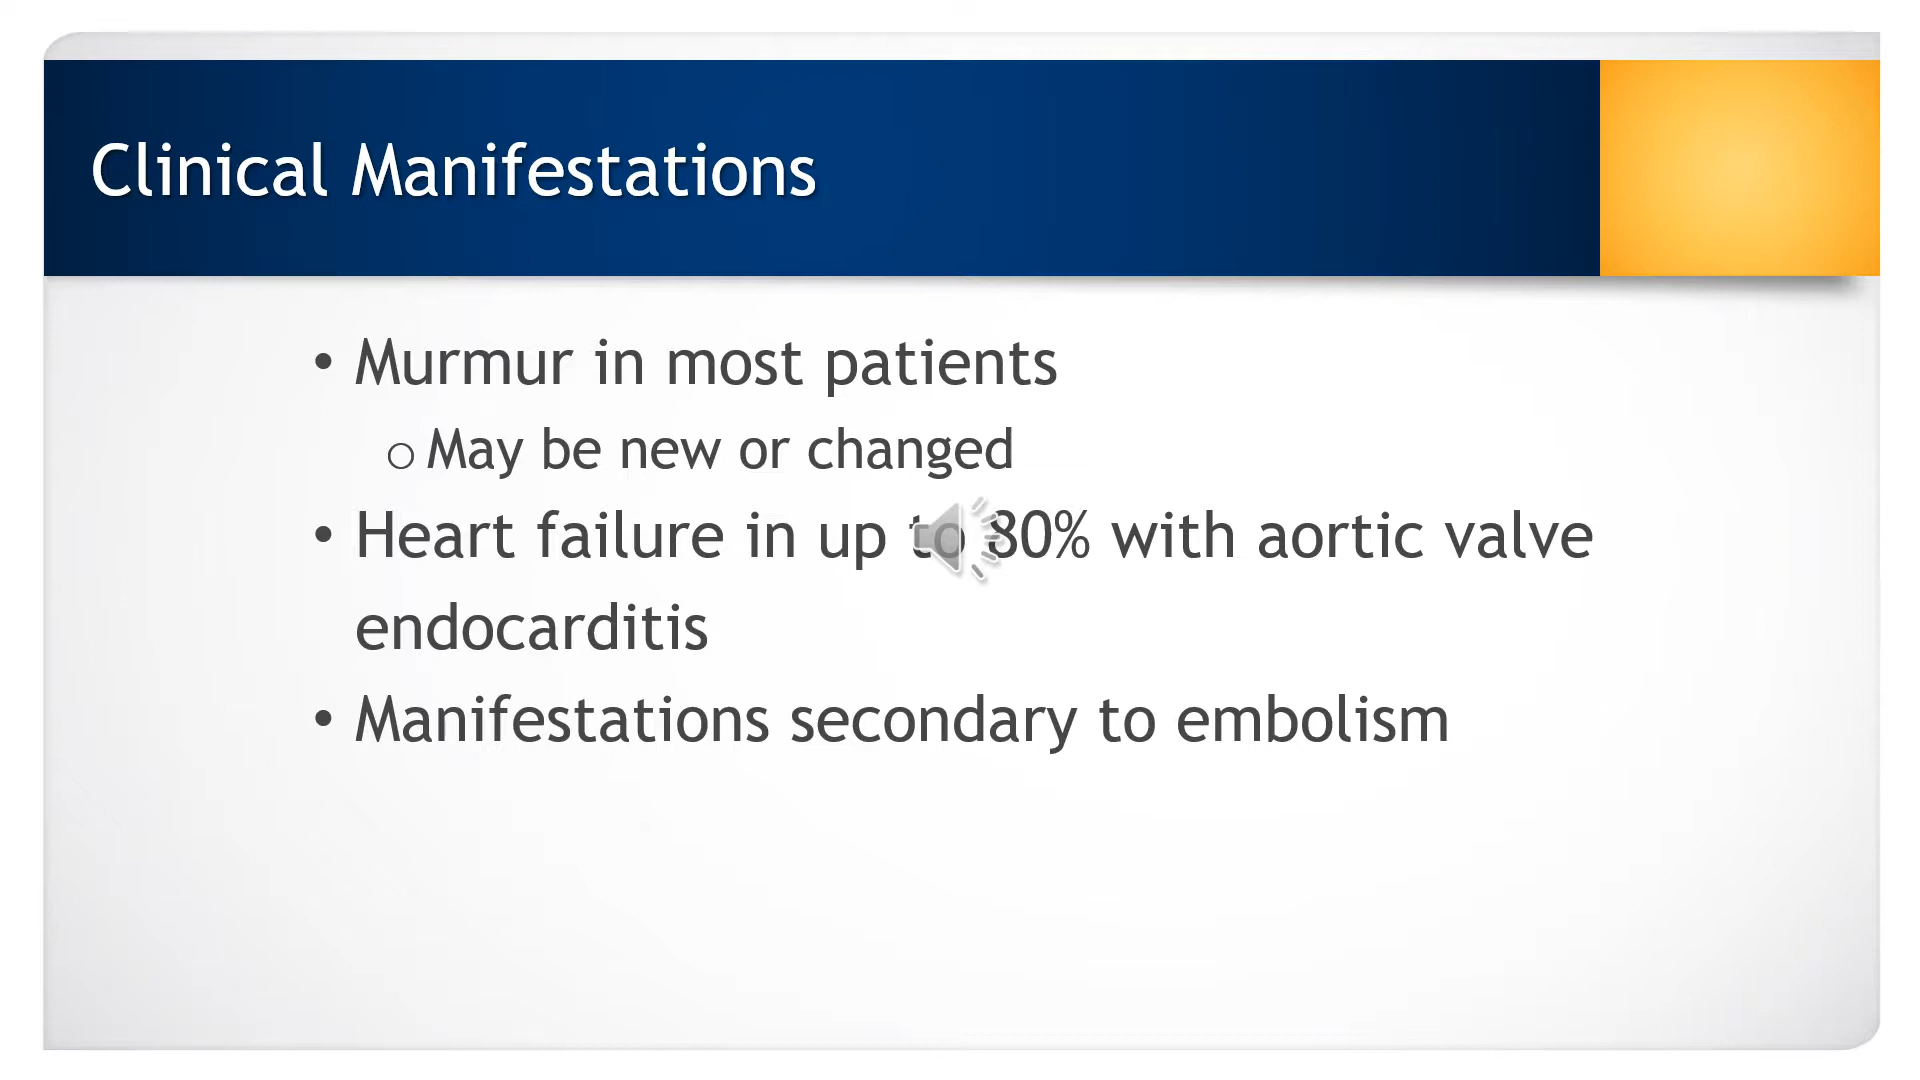 Clinical Manifestations
• Murmur in most patients
o May be new or changed
• Heart failure in up to 80% with aortic valve
endocarditis
• Manifestations secondary to embolism